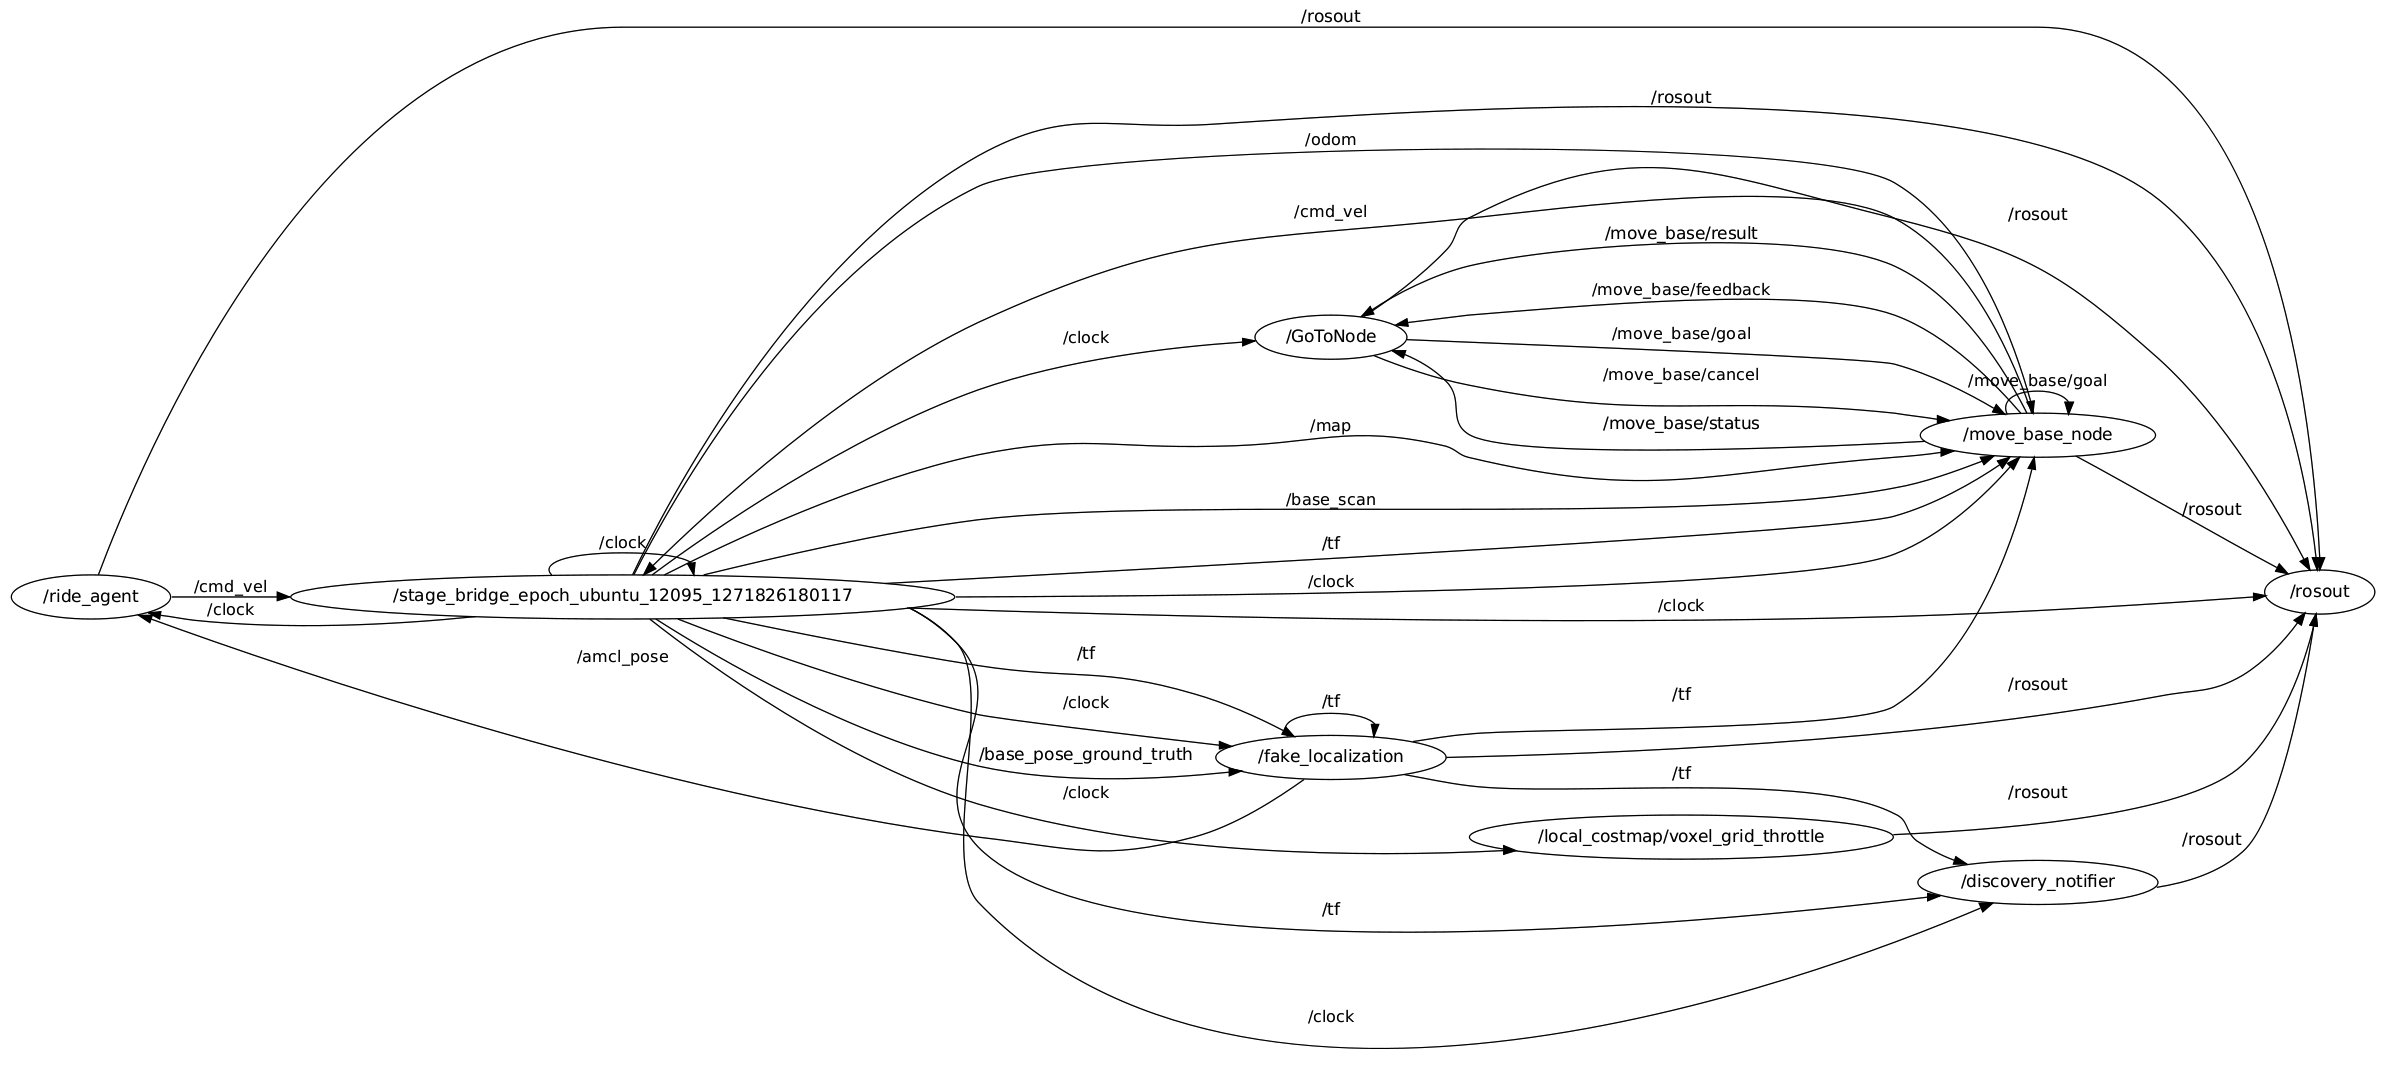 /rosout
/rosout
/odom
/cmd_vel
/rosout
/move_base/result
/move_base/feedback
/clock
/GoToNode
/move_base/goal
/move_base/cancel
/move_base/goal
/map
/move_base/status
/move_base_node
/base_scan
/rosout
/clock
/tf
/ride_agent
/cmd_vel
/clock
/stage_bridge_epoch_ubuntu_12095_1271826180117
/clock
/clock
/rosout
/amcl_pose
/tf
/clock
/tf
/tf
/rosout
/base_pose_ground_truth
/fake_localization
/tf
/clock
/rosout
/local_costmap/voxel_grid_throttle
/rosout
/discovery_notifier
/tf
/clock